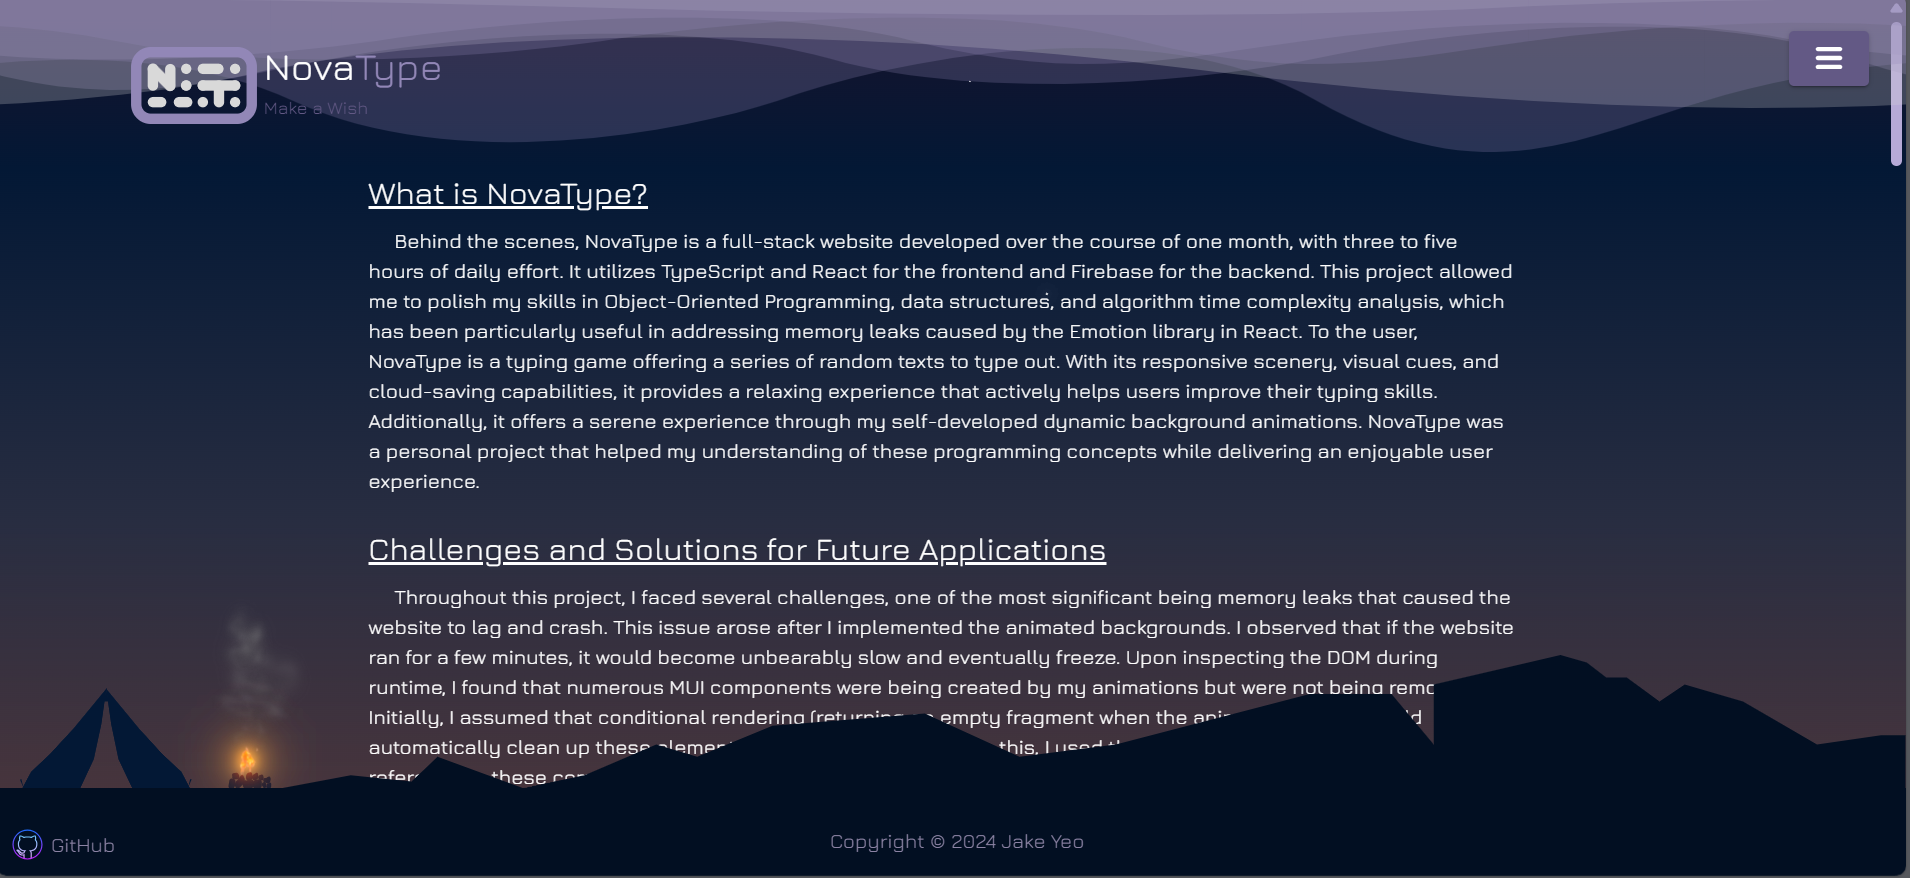 NovaType
Make a Wish
What is NovaType?
Behind the scenes, NovaType is a full-stack website developed over the course of one month, with three to five
hours of daily effort. It utilizes TypeScript and React for the frontend and Firebase for the backend. This project allowed
me to polish my skills in Object-Oriented Programming, data structures, and algorithm time complexity analysis, which
has been particularly useful in addressing memory leaks caused by the Emotion library in React. To the user,
NovaType is a typing game offering a series of random texts to type out. With its responsive scenery, visual cues, and
cloud-saving capabilities, it provides a relaxing experience that actively helps users improve their typing skills.
Additionally, it offers a serene experience through my self-developed dynamic background animations. NovaType was
a personal project that helped my understanding of these programming concepts while delivering an enjoyable user
experience.
Challenges and Solutions for Future Applications
Throughout this project, I faced several challenges, one of the most significant being memory leaks that caused the
website to lag and crash. This issue arose after I implemented the animated backgrounds. I observed that if the website
ran for a few minutes, it would become unbearably slow and eventually freeze. Upon inspecting the DOM during
runtime, I found that numerous MUI components were being created by my animations but were not being
Initially, I assumed that conditional rendering (returning empty fragment when the
automatically clean up these this, I used
these
GitHub
Copyright © 2024 Jake Yeo